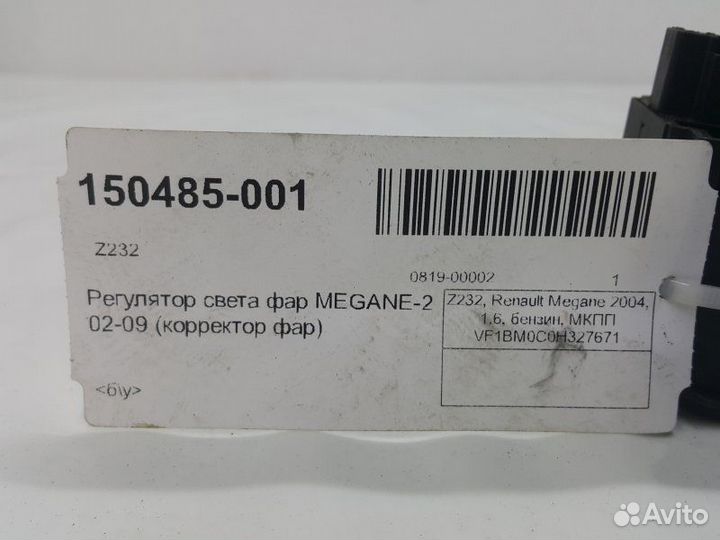 150485-001
Z232
0819-00002 1
Регулятор света фар MEGANE-2
02-09 (корректор фар)
<б\у>
Z232, Renault Megane 2004,
1.6, бензин, МКПП
VF1BM0C0H327671
Avito